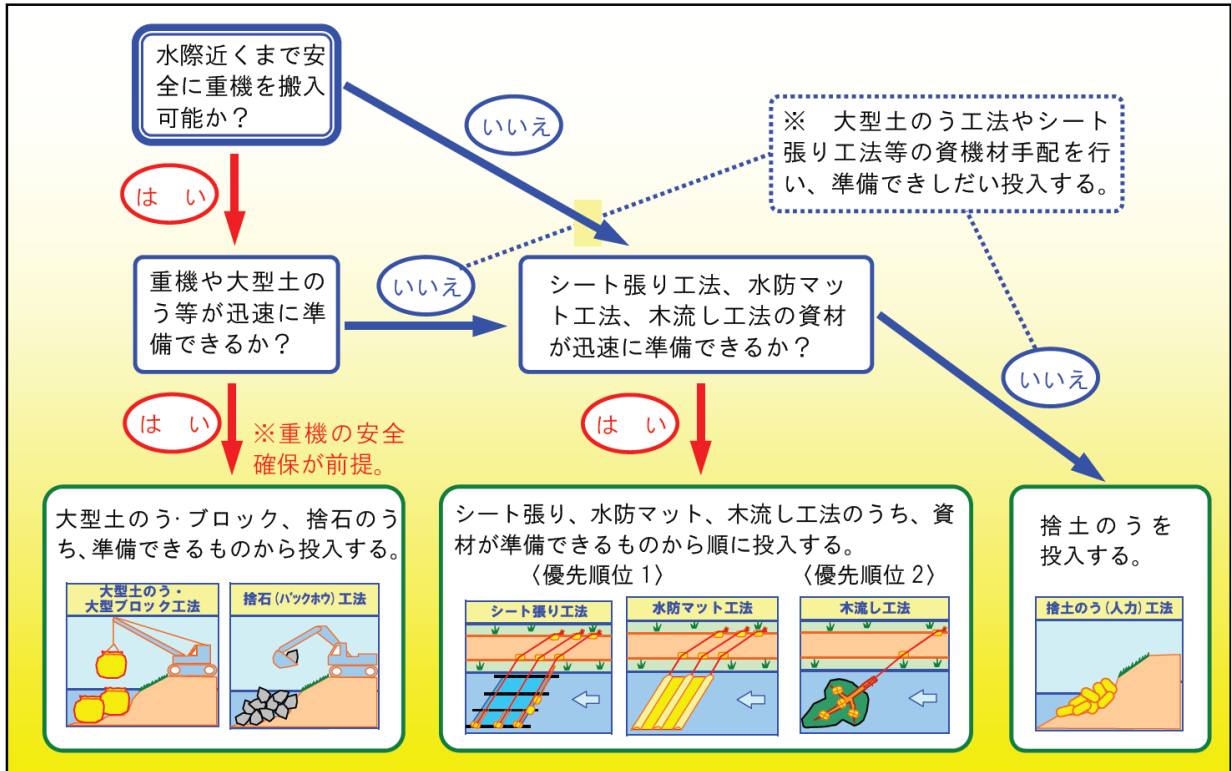 水際近くまで安
全に重機を搬入
可能か？
いいえ
※　大型土のう工法やシート
張り工法等の資機材手配を行
い、準備できしだい投入する。
は　い
重機や大型土の
う等が迅速に準
備できるか？
いいえ
シート張り工法、水防マッ
ト工法、木流し工法の資材
が迅速に準備できるか？
いいえ
は　い
※重機の安全
確保が前提。
は　い
大型土のう・ブロック、捨石のう
ち、準備できるものから投入する。
大型土のう・
大型ブロック工法
捨石(バックホウ)工法
シート張り、水防マット、木流し工法のうち、資
材が準備できるものから順に投入する。
〈優先順位1〉
〈優先順位2〉
シート張り工法
水防マット工法
木流し工法
捨土のうを
投入する。
捨土のう(人力)工法